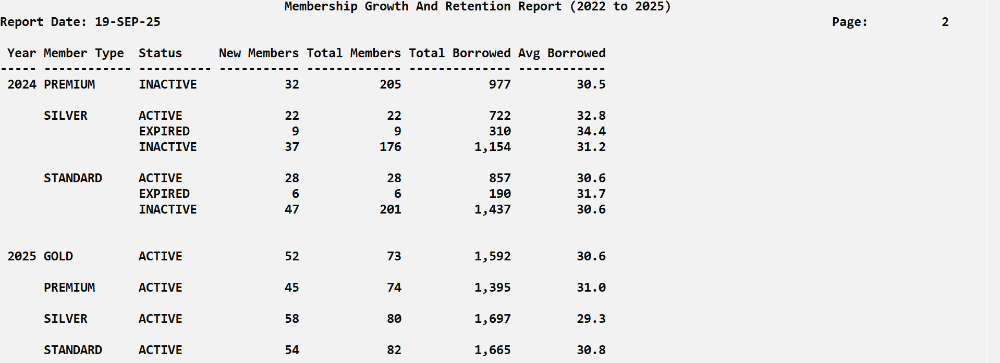 Membership Growth And Retention Report (2022 to 2025)
Report Date: 19-SEP-25 Page: 2
Year Member Type Status New Members Total Members Total Borrowed Avg Borrowed
----- ------------ ---------- ----------- ------------- -------------- ------------
2024 PREMIUM INACTIVE 32 205 977 30.5
SILVER ACTIVE 22 22 722 32.8
EXPIRED 9 9 310 34.4
INACTIVE 37 176 1,154 31.2
STANDARD ACTIVE 28 28 857 30.6
EXPIRED 6 6 190 31.7
INACTIVE 47 201 1,437 30.6
2025 GOLD ACTIVE 52 73 1,592 30.6
PREMIUM ACTIVE 45 74 1,395 31.0
SILVER ACTIVE 58 80 1,697 29.3
STANDARD ACTIVE 54 82 1,665 30.8